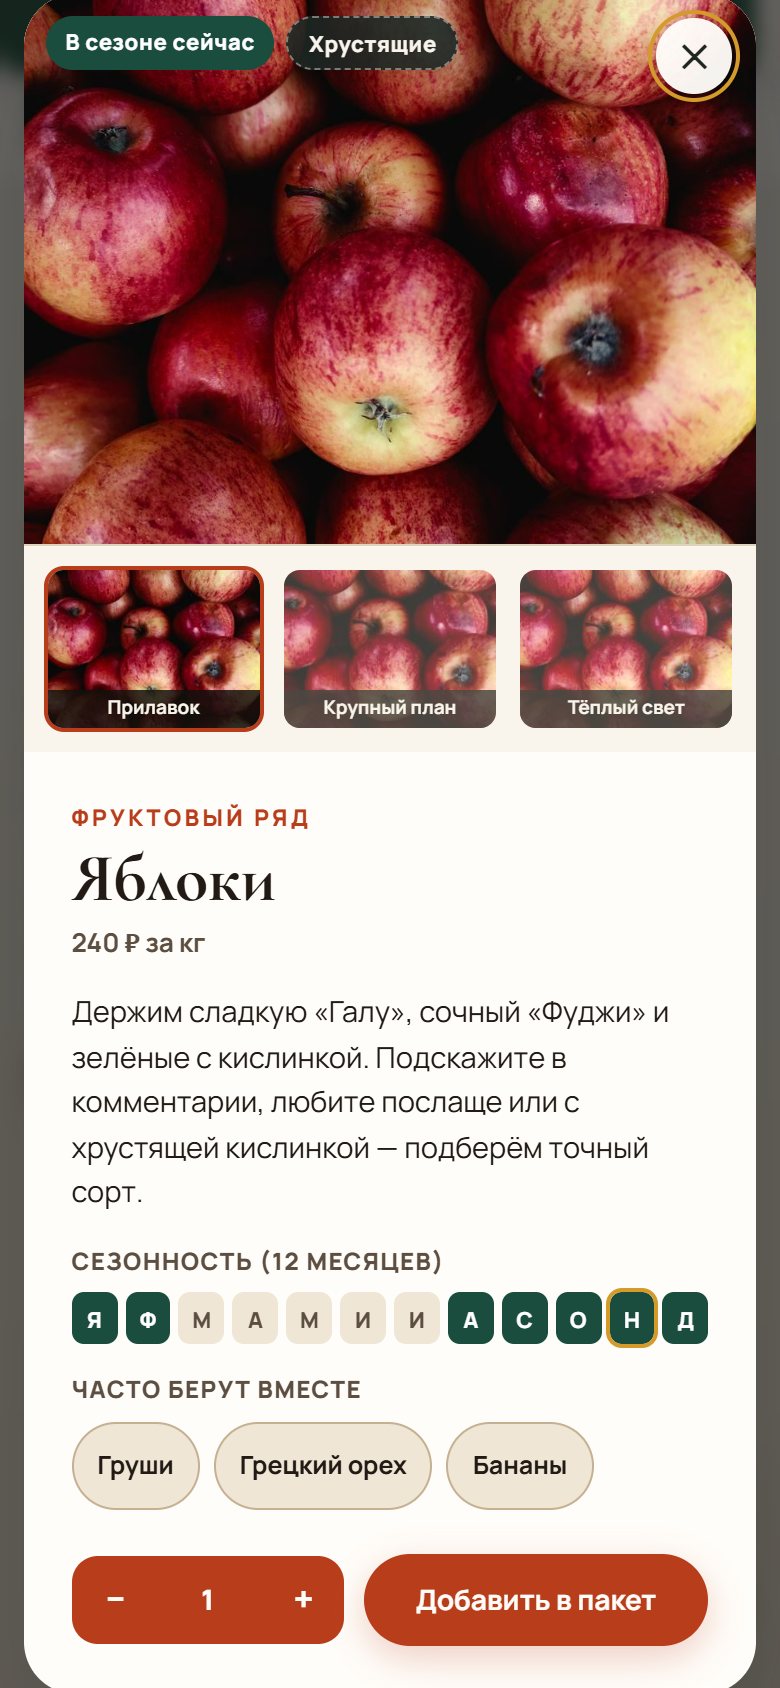 В сезоне сейчас
Хрустящие
Прилавок
Крупный план
Тёплый свет
ФРУКТОВЫЙ РЯД
Яблоки
240 ₽ за кг
Держим сладкую «Галу», сочный «Фуджи» и
зелёные с кислинкой. Подскажите в
комментарии, любите послаще или с
хрустящей кислинкой — подберём точный
сорт.
СЕЗОННОСТЬ (12 МЕСЯЦЕВ)
Я Ф М А М И И А С О Н Д
ЧАСТО БЕРУТ ВМЕСТЕ
Груши
Грецкий орех
Бананы
− 1 +
Добавить в пакет